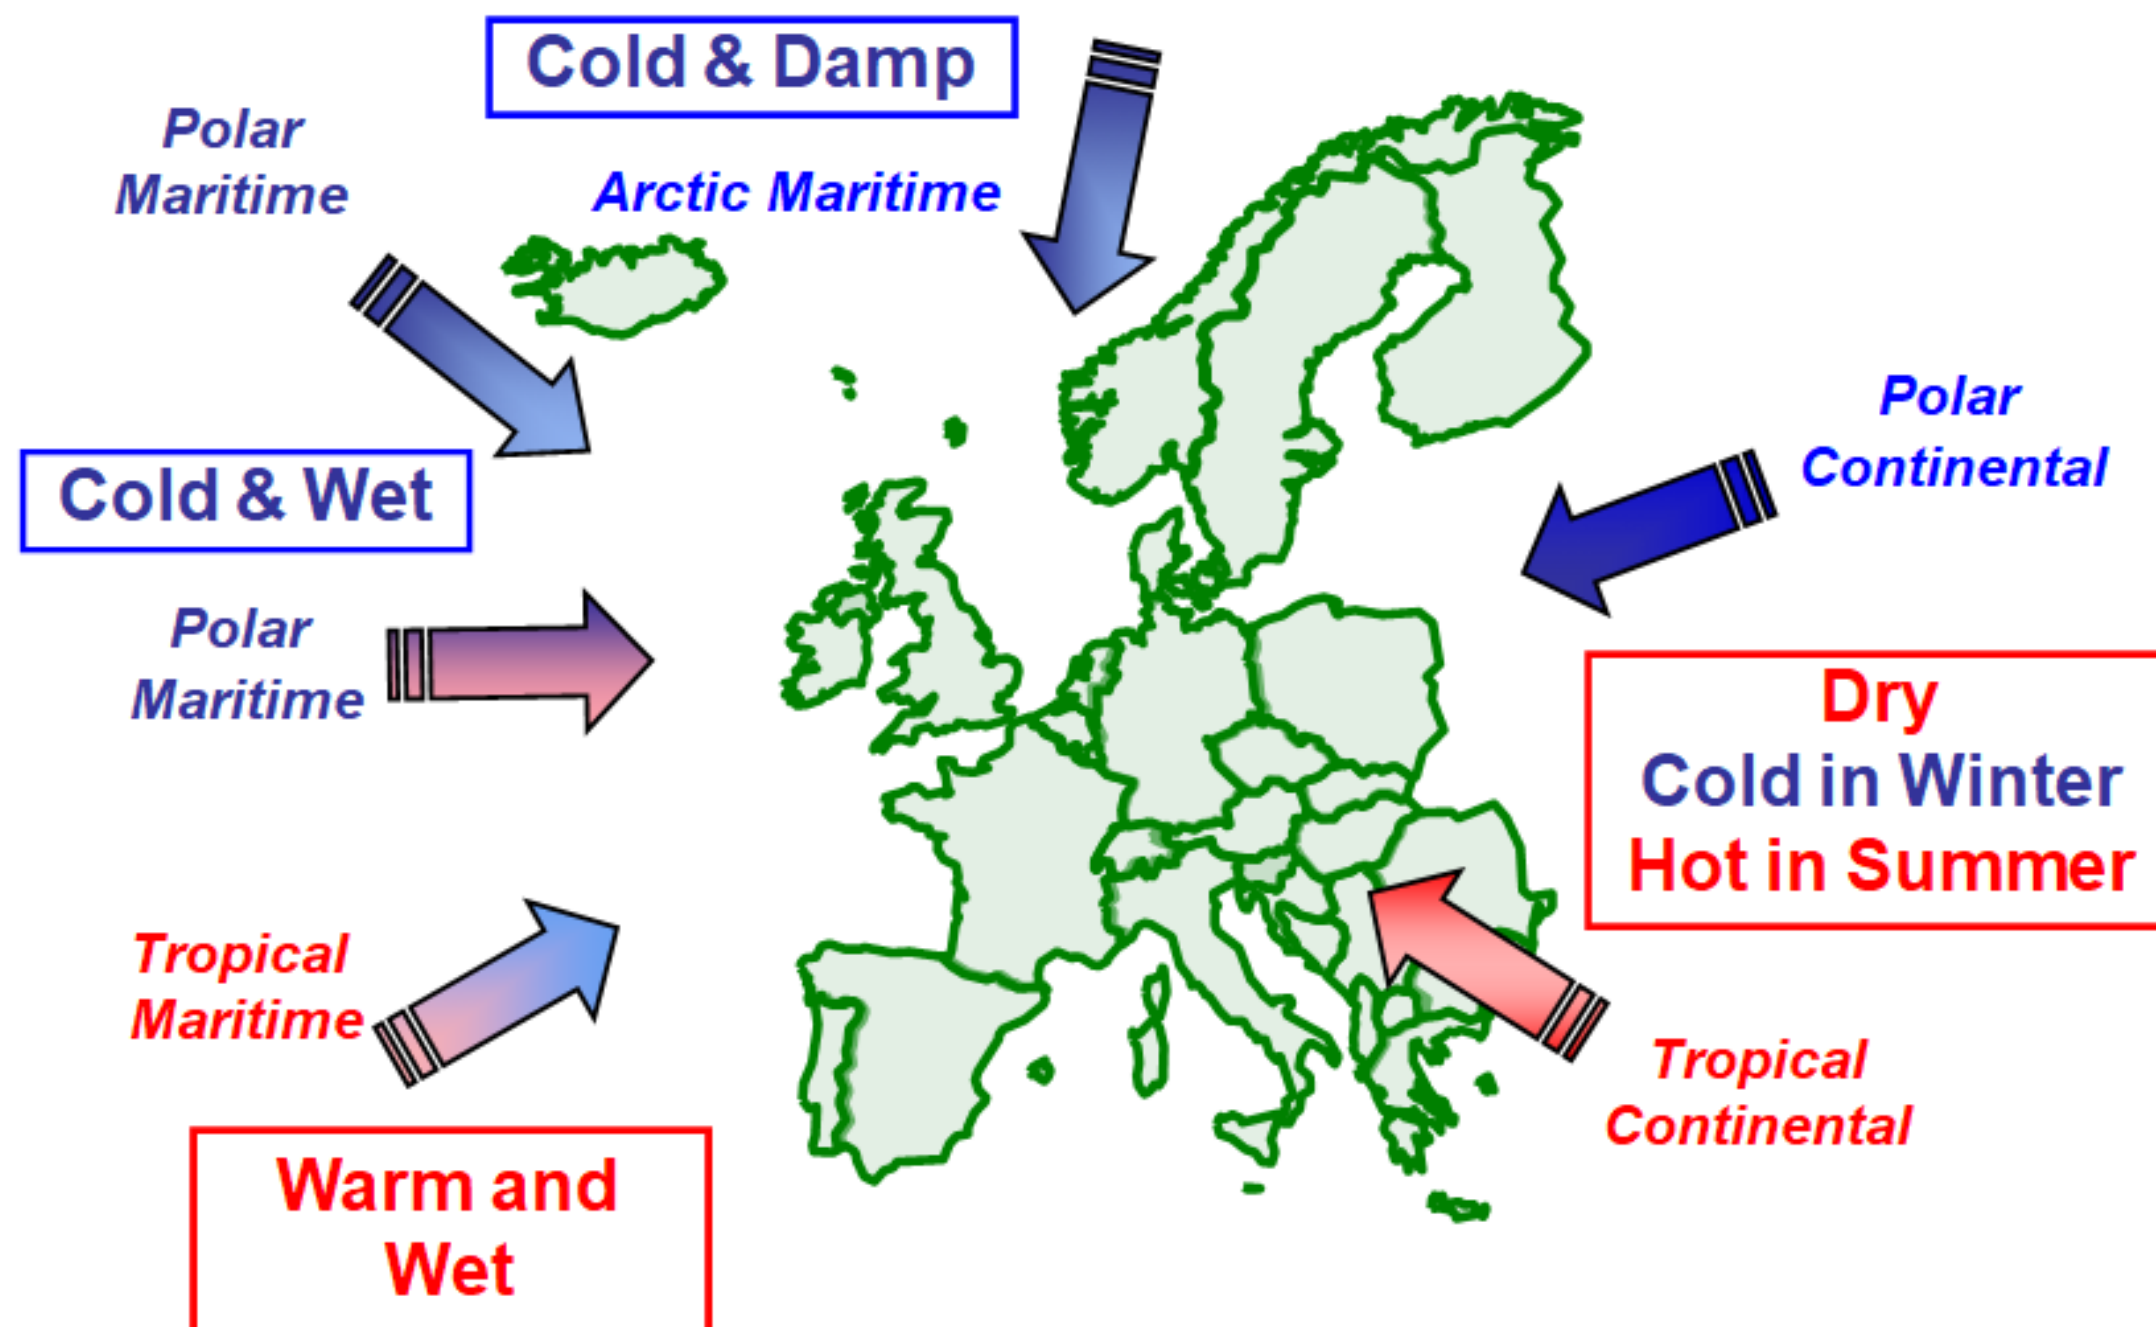 Cold & Damp
Polar
Maritime
Arctic Maritime
Polar
Continental
Cold & Wet
Polar
Maritime
Dry
Cold in Winter
Hot in Summer
Tropical
Maritime
Tropical
Continental
Warm and
Wet